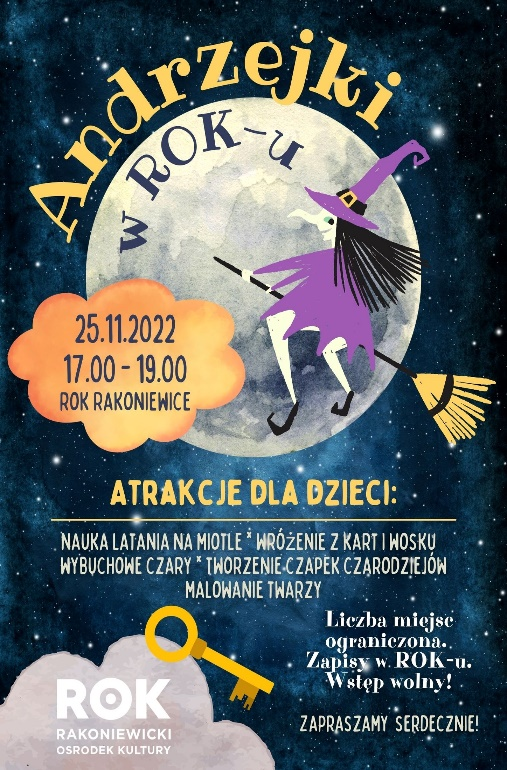 Andrzejki
w ROK-u
25.11.2022
17.00 - 19.00
ROK RAKONIEWICE
ATRAKCJE DLA DZIECI:
NAUKA LATANIA NA MIOTLE * WRÓŻENIE Z KART I WOSKU
WYBUCHOWE CZARY * TWORZENIE CZAPEK CZARODZIEJÓW
MALOWANIE TWARZY
Liczba miejsc
ograniczona.
Zapisy w ROK-u.
Wstęp wolny!
ZAPRASZAMY SERDECZNIE!
ROK
RAKONIEWICKI
OŚRODEK KULTURY